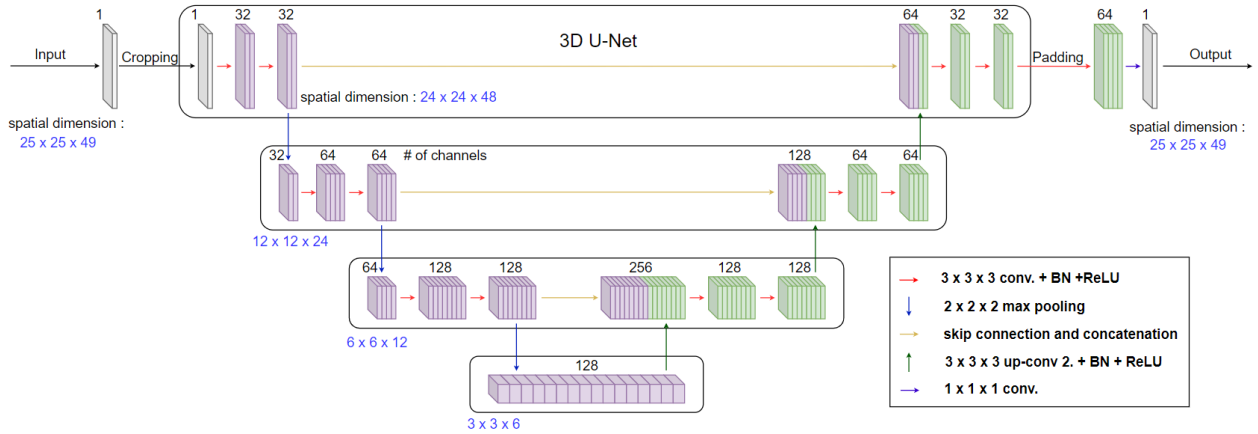 1
1
32
32
3D U-Net
64
32
32
64
1
Input
Cropping
Padding
Output
spatial dimension : 24 x 24 x 48
spatial dimension :
25 x 25 x 49
spatial dimension :
25 x 25 x 49
32
64
64
# of channels
128
64
64
12 x 12 x 24
64
128
128
256
128
128
6 x 6 x 12
128
3 x 3 x 6
3 x 3 x 3 conv. + BN +ReLU
2 x 2 x 2 max pooling
skip connection and concatenation
3 x 3 x 3 up-conv 2. + BN + ReLU
1 x 1 x 1 conv.